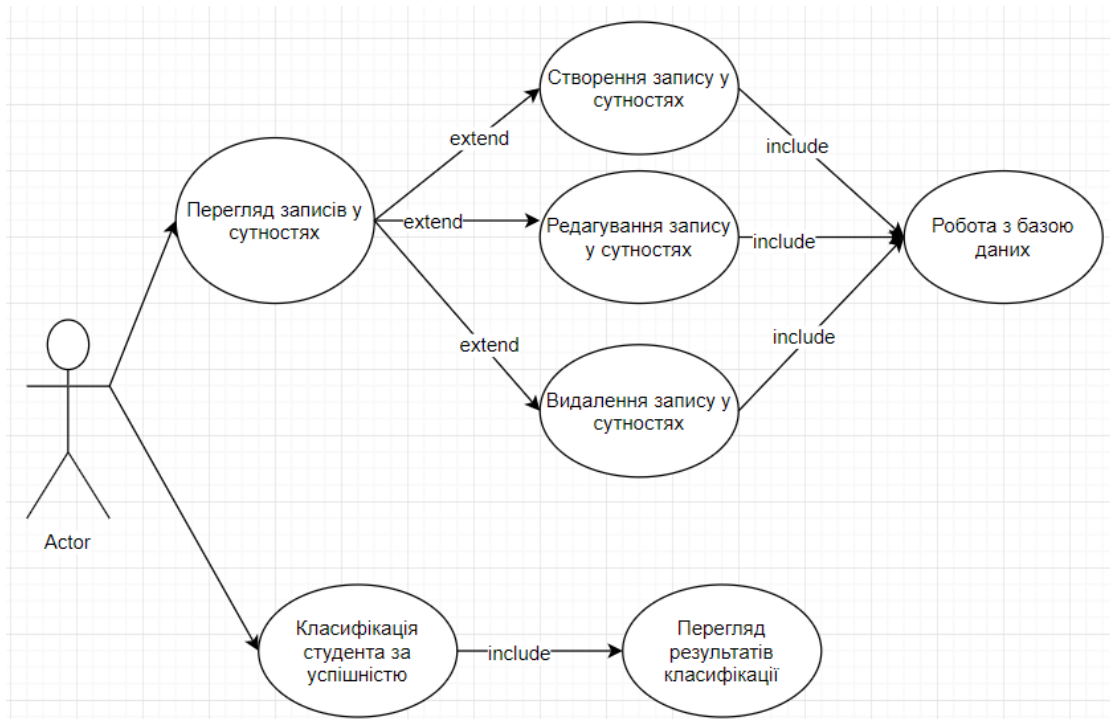 Створення запису у
сутностях
extend
include
Перегляд записів у
сутностях
extend
Редагування запису
у сутностях
include
Робота з базою
даних
extend
include
Видалення запису у
сутностях
Actor
Класифікація
студента за
успішністю
include
Перегляд
результатів
класифікації